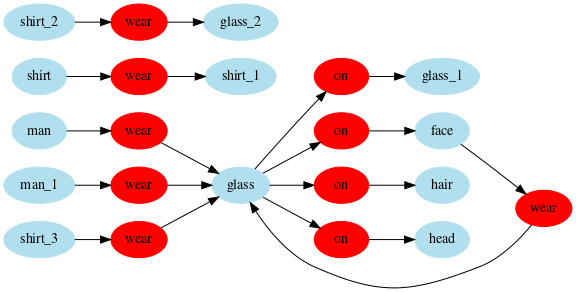 shirt_2 wear glass_2
shirt wear shirt_1 on glass_1
man wear on face
man_1 wear glass on hair
wear
shirt_3 wear on head